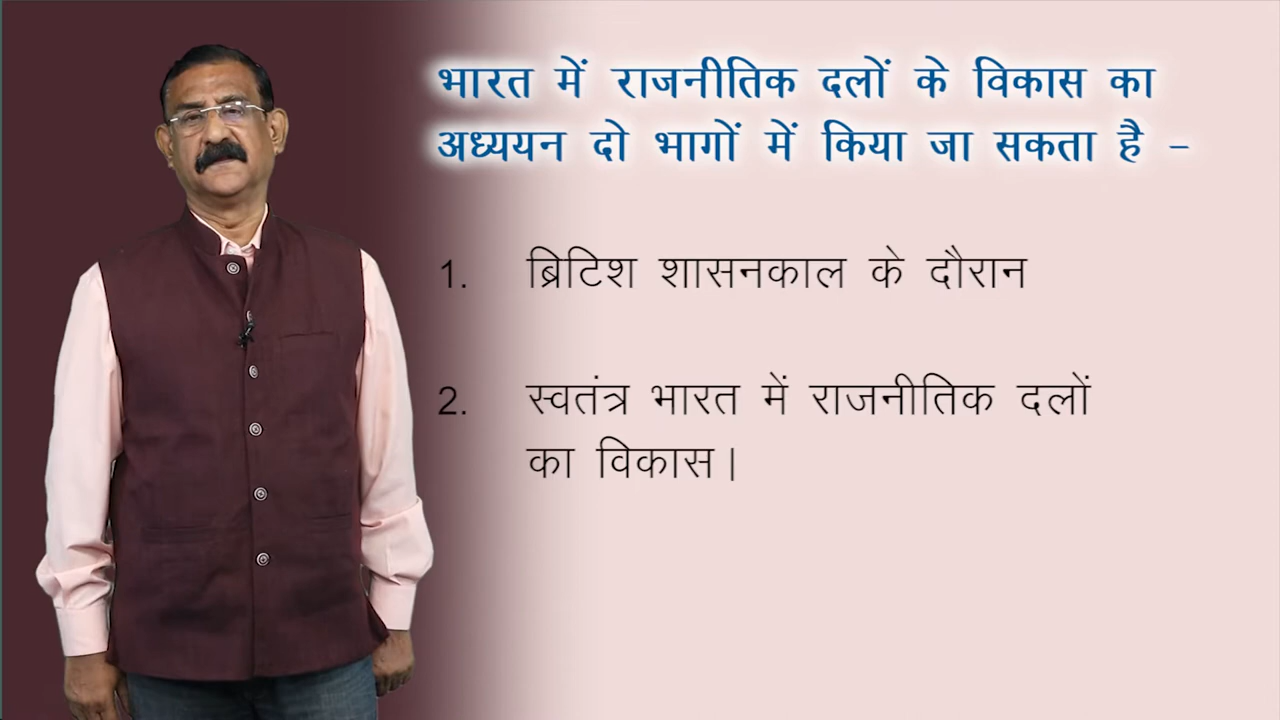 भारत में राजनीतिक दलों के विकास का
अध्ययन दो भागों में किया जा सकता है -
1. ब्रिटिश शासनकाल के दौरान
2. स्वतंत्र भारत में राजनीतिक दलों
का विकास।